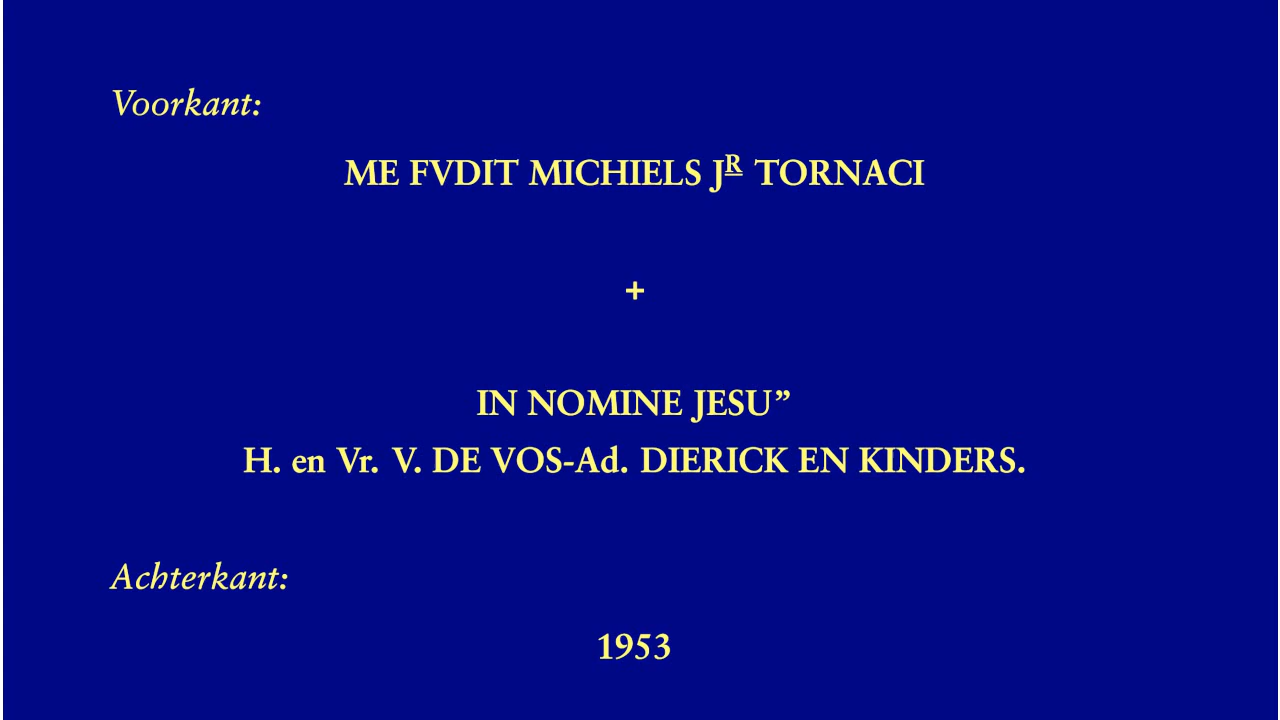 Voorkant:
ME FVDIT MICHIELS Jᴿ TORNACI
+
IN NOMINE JESU”
H. en Vr. V. DE VOS-Ad. DIERICK EN KINDERS.
Achterkant:
1953